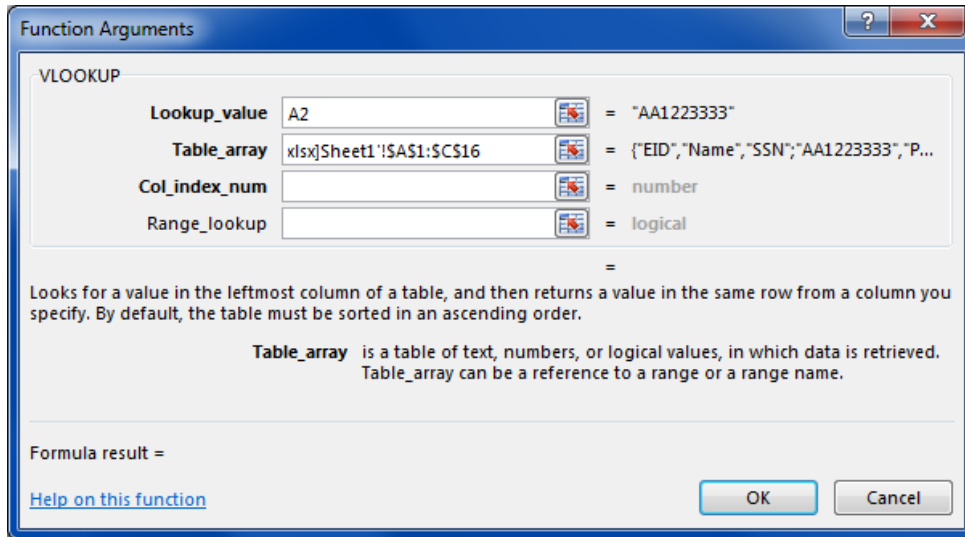 Function Arguments
VLOOKUP
Lookup_value A2 = "AA1223333"
Table_array xlsx]Sheet1'!$A$1:$C$16 = {"EID","Name","SSN";"AA1223333","P...
Col_index_num = number
Range_lookup = logical
=
Looks for a value in the leftmost column of a table, and then returns a value in the same row from a column you
specify. By default, the table must be sorted in an ascending order.
Table_array is a table of text, numbers, or logical values, in which data is retrieved.
Table_array can be a reference to a range or a range name.
Formula result =
Help on this function OK Cancel